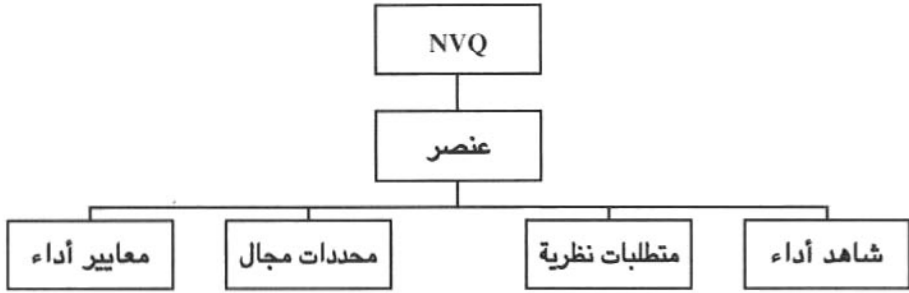 NVQ
عنصر
شاهد أداء
متطلبات نظرية
محددات مجال
معايير أداء